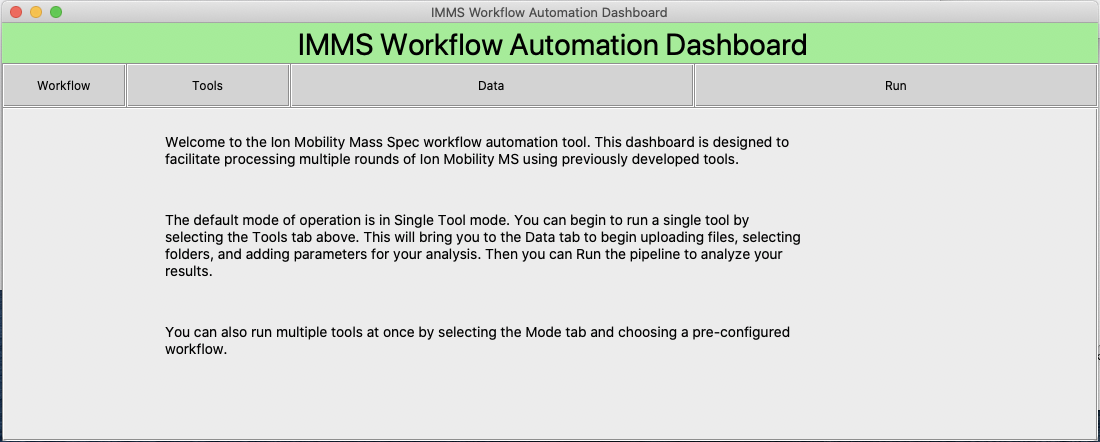 IMMS Workflow Automation Dashboard
IMMS Workflow Automation Dashboard
Workflow
Tools
Data
Run
Welcome to the Ion Mobility Mass Spec workflow automation tool. This dashboard is designed to
facilitate processing multiple rounds of Ion Mobility MS using previously developed tools.
The default mode of operation is in Single Tool mode. You can begin to run a single tool by
selecting the Tools tab above. This will bring you to the Data tab to begin uploading files, selecting
folders, and adding parameters for your analysis. Then you can Run the pipeline to analyze your
results.
You can also run multiple tools at once by selecting the Mode tab and choosing a pre-configured
workflow.